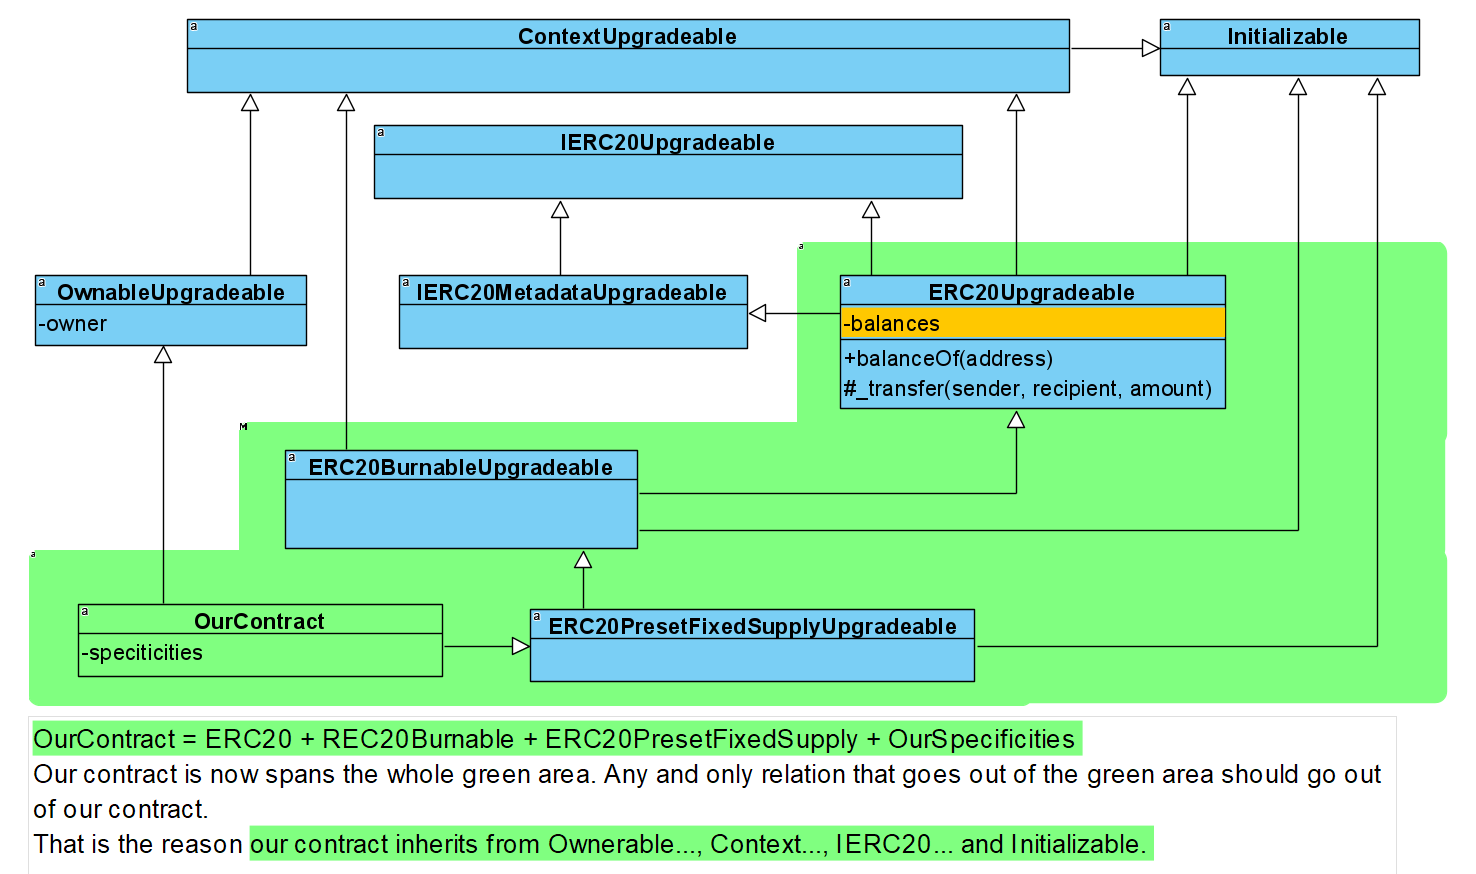 a
ContextUpgradeable
a
Initializable
a
IERC20Upgradeable
a
a
OwnableUpgradeable
-owner
a
IERC20MetadataUpgradeable
a
ERC20Upgradeable
-balances
+balanceOf(address)
#_transfer(sender, recipient, amount)
M
a
ERC20BurnableUpgradeable
a
a
OurContract
-speciticities
a
ERC20PresetFixedSupplyUpgradeable
OurContract = ERC20 + REC20Burnable + ERC20PresetFixedSupply + OurSpecificities
Our contract is now spans the whole green area. Any and only relation that goes out of the green area should go out
of our contract.
That is the reason our contract inherits from Ownerable..., Context..., IERC20... and Initializable.